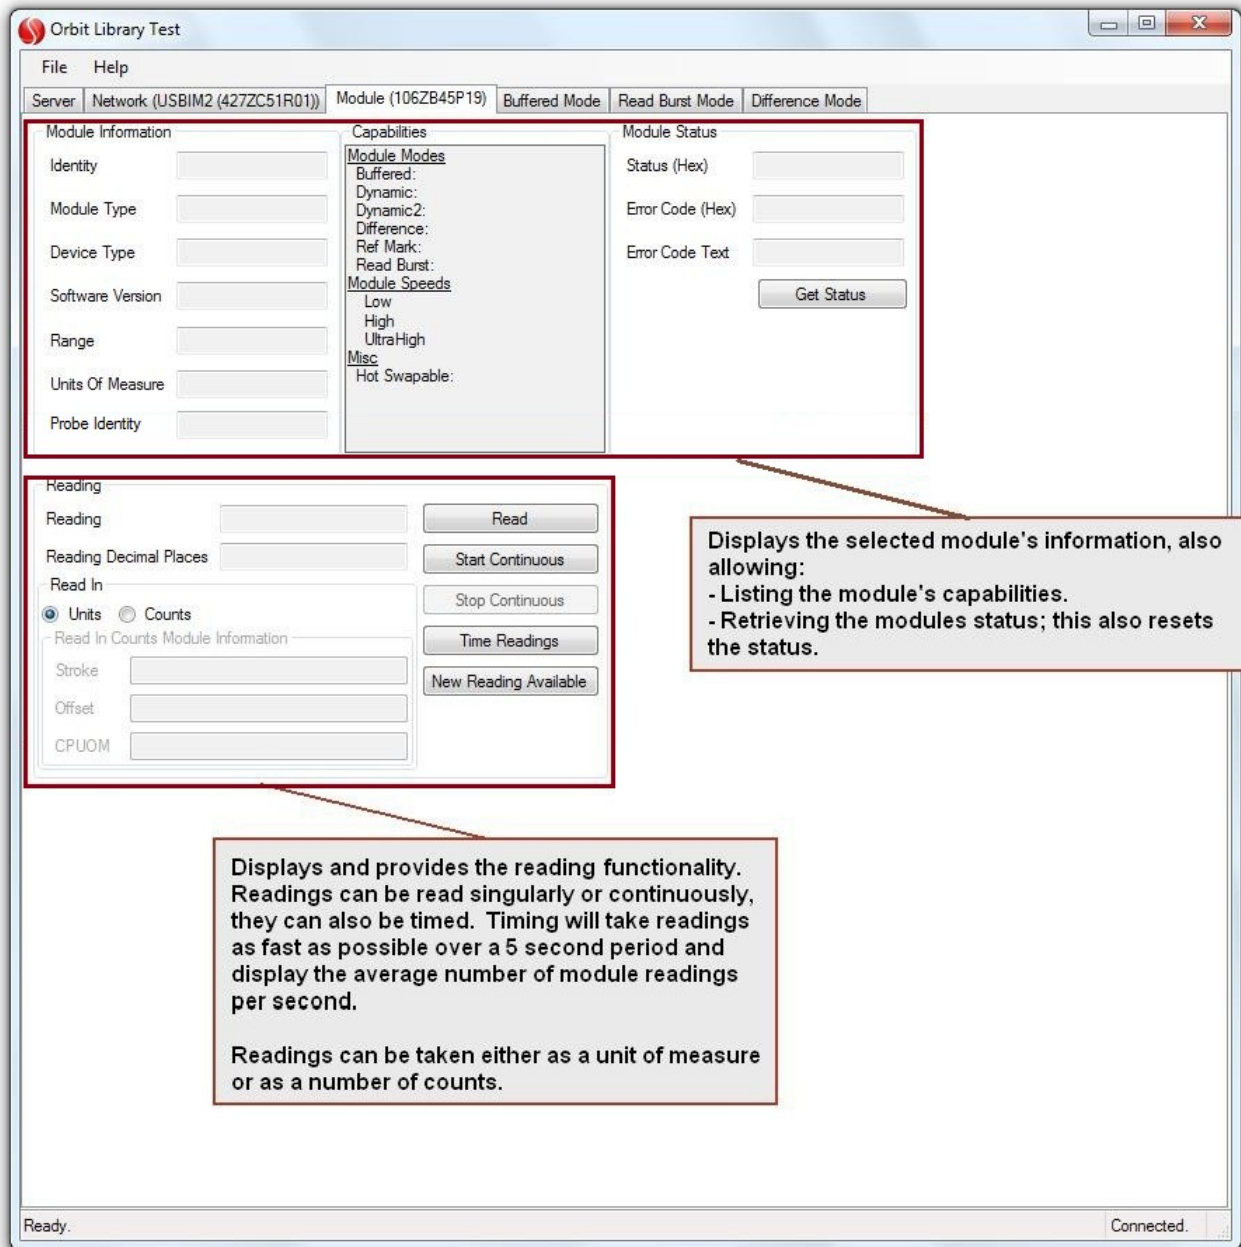 Orbit Library Test
File Help
Server Network (USBIM2 (427ZC51R01)) Module (106ZB45P19) Buffered Mode Read Burst Mode Difference Mode
Module Information
Identity
Module Type
Device Type
Software Version
Range
Units Of Measure
Probe Identity
Capabilities
Module Modes
Buffered:
Dynamic:
Dynamic2:
Difference:
Ref Mark:
Read Burst:
Module Speeds
Low
High
UltraHigh
Misc
Hot Swapable:
Module Status
Status (Hex)
Error Code (Hex)
Error Code Text
Get Status
Reading
Reading
Reading Decimal Places
Read In
Units Counts
Read In Counts Module Information
Stroke
Offset
CPUOM
Read
Start Continuous
Stop Continuous
Time Readings
New Reading Available
Displays the selected module's information, also
allowing:
- Listing the module's capabilities.
- Retrieving the modules status; this also resets
the status.
Displays and provides the reading functionality.
Readings can be read singularly or continuously,
they can also be timed. Timing will take readings
as fast as possible over a 5 second period and
display the average number of module readings
per second.
Readings can be taken either as a unit of measure
or as a number of counts.
Ready.
Connected.